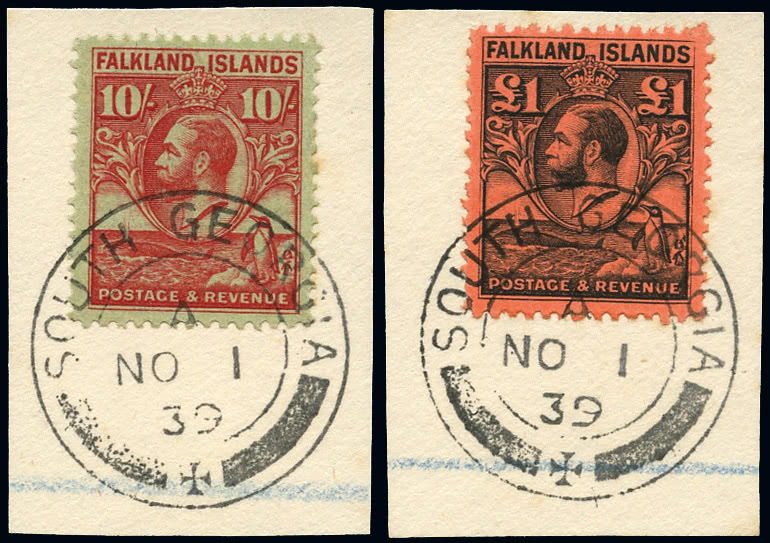 FALKLAND ISLANDS
10/- 10/-
POSTAGE & REVENUE
SOUTH GEORGIA
A
NO 1
39
FALKLAND ISLANDS
£1 £1
POSTAGE & REVENUE
SOUTH GEORGIA
A
NO 1
39